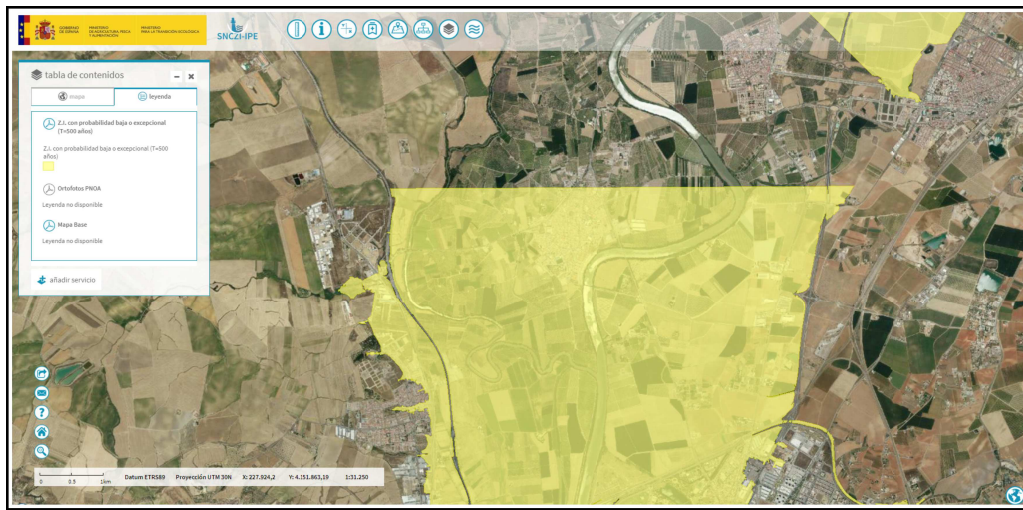 GOBIERNO
DE ESPAÑA
MINISTERIO
DE AGRICULTURA, PESCA
Y ALIMENTACIÓN
MINISTERIO
PARA LA TRANSICIÓN ECOLÓGICA
SNCZI-IPE
tabla de contenidos
mapa
leyenda
Z.I. con probabilidad baja o excepcional
(T=500 años)
Z.I. con probabilidad baja o excepcional (T=500
años)
Ortofotos PNOA
Leyenda no disponible
Mapa Base
Leyenda no disponible
añadir servicio
?
0 0.5 1km Datum ETRS89 Proyección UTM 30N X: 227.924,2 Y: 4.151.863,19 1:31.250